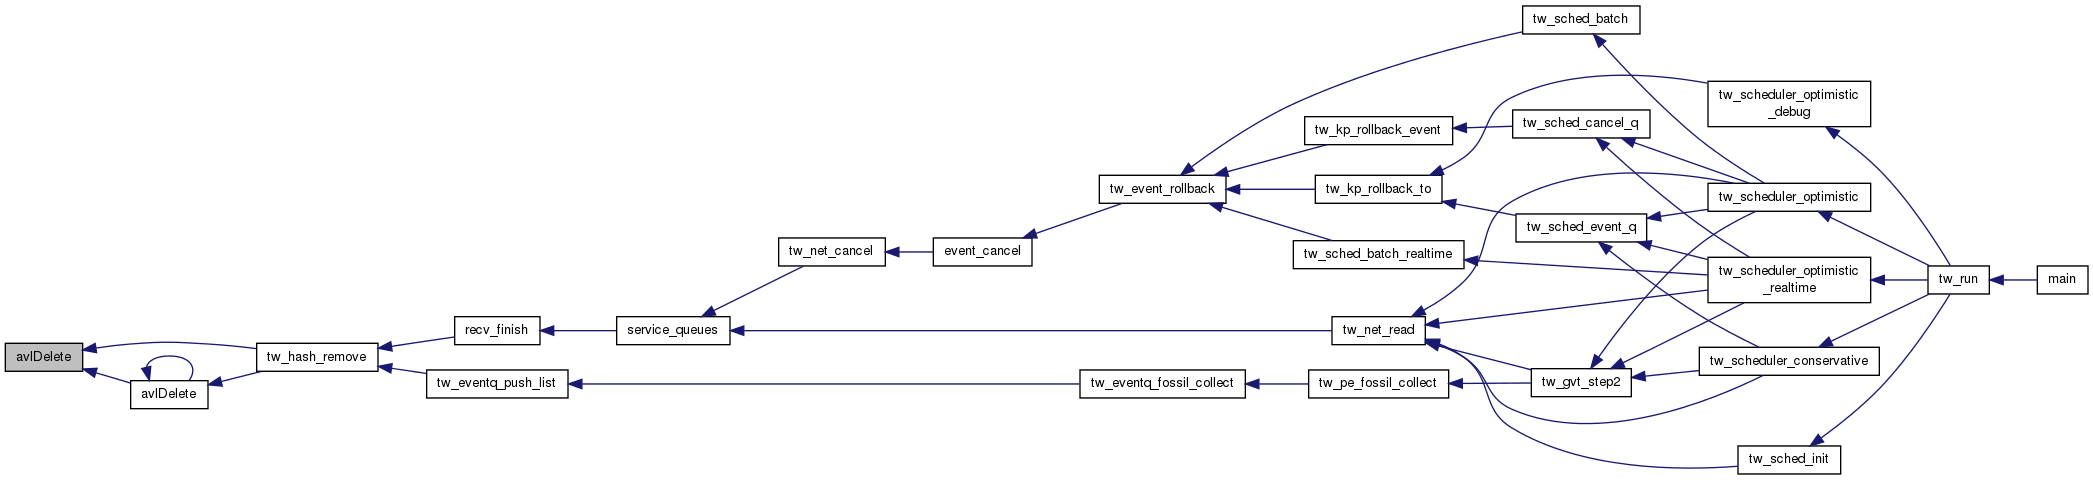 tw_sched_batch
tw_scheduler_optimistic
_debug
tw_kp_rollback_event
tw_sched_cancel_q
tw_event_rollback
tw_kp_rollback_to
tw_scheduler_optimistic
tw_sched_event_q
tw_net_cancel
event_cancel
tw_sched_batch_realtime
tw_scheduler_optimistic
_realtime
tw_run
main
recv_finish
service_queues
tw_net_read
avlDelete
tw_hash_remove
tw_scheduler_conservative
avlDelete
tw_eventq_push_list
tw_eventq_fossil_collect
tw_pe_fossil_collect
tw_gvt_step2
tw_sched_init